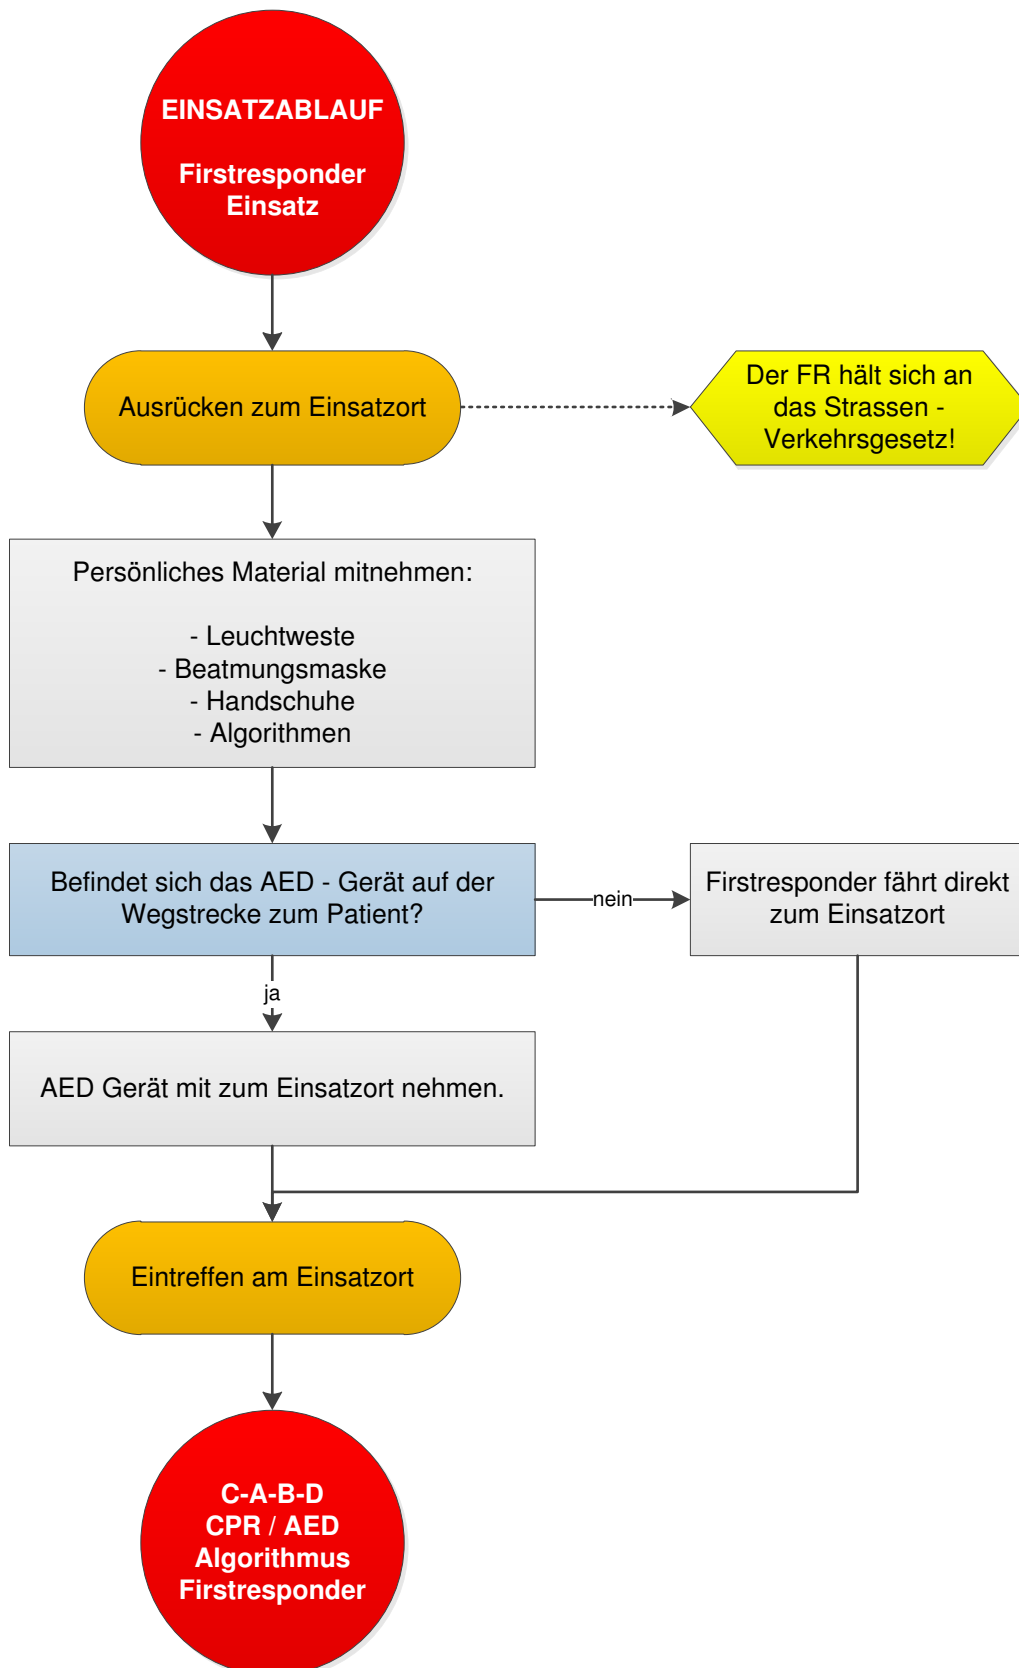 EINSATZABLAUF
Firstresponder
Einsatz
Ausrücken zum Einsatzort
Der FR hält sich an
das Strassen -
Verkehrsgesetz!
Persönliches Material mitnehmen:
- Leuchtweste
- Beatmungsmaske
- Handschuhe
- Algorithmen
Befindet sich das AED - Gerät auf der
Wegstrecke zum Patient?
nein
Firstresponder fährt direkt
zum Einsatzort
ja
AED Gerät mit zum Einsatzort nehmen.
Eintreffen am Einsatzort
C-A-B-D
CPR / AED
Algorithmus
Firstresponder